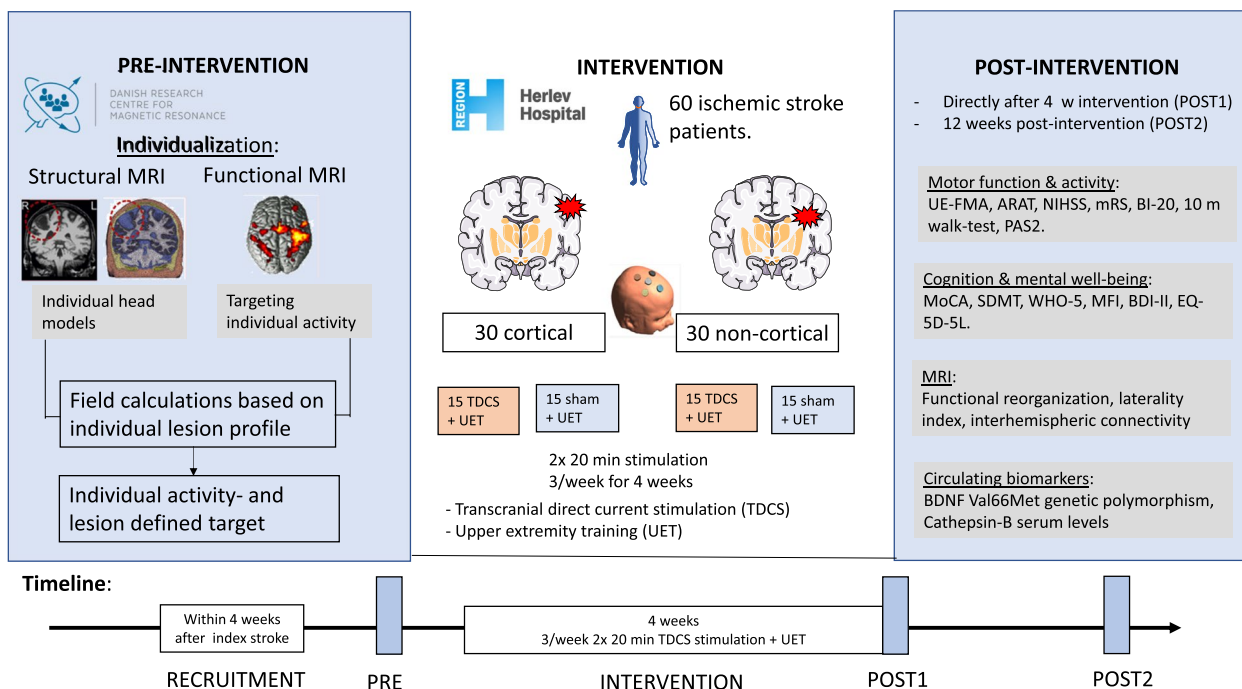 PRE-INTERVENTION
DANISH RESEARCH
CENTRE FOR
MAGNETIC RESONANCE
Individualization:
Structural MRI
Functional MRI
R
L
Individual head
models
Targeting
individual activity
Field calculations based on
individual lesion profile
Individual activity- and
lesion defined target
INTERVENTION
REGION
H
Herlev
Hospital
60 ischemic stroke
patients.
30 cortical
30 non-cortical
15 TDCS
+ UET
15 sham
+ UET
15 TDCS
+ UET
15 sham
+ UET
2x 20 min stimulation
3/week for 4 weeks
- Transcranial direct current stimulation (TDCS)
- Upper extremity training (UET)
POST-INTERVENTION
- Directly after 4 w intervention (POST1)
- 12 weeks post-intervention (POST2)
Motor function & activity:
UE-FMA, ARAT, NIHSS, mRS, BI-20, 10 m
walk-test, PAS2.
Cognition & mental well-being:
MoCA, SDMT, WHO-5, MFI, BDI-II, EQ-
5D-5L.
MRI:
Functional reorganization, laterality
index, interhemispheric connectivity
Circulating biomarkers:
BDNF Val66Met genetic polymorphism,
Cathepsin-B serum levels
Timeline:
Within 4 weeks
after index stroke
4 weeks
3/week 2x 20 min TDCS stimulation + UET
RECRUITMENT
PRE
INTERVENTION
POST1
POST2